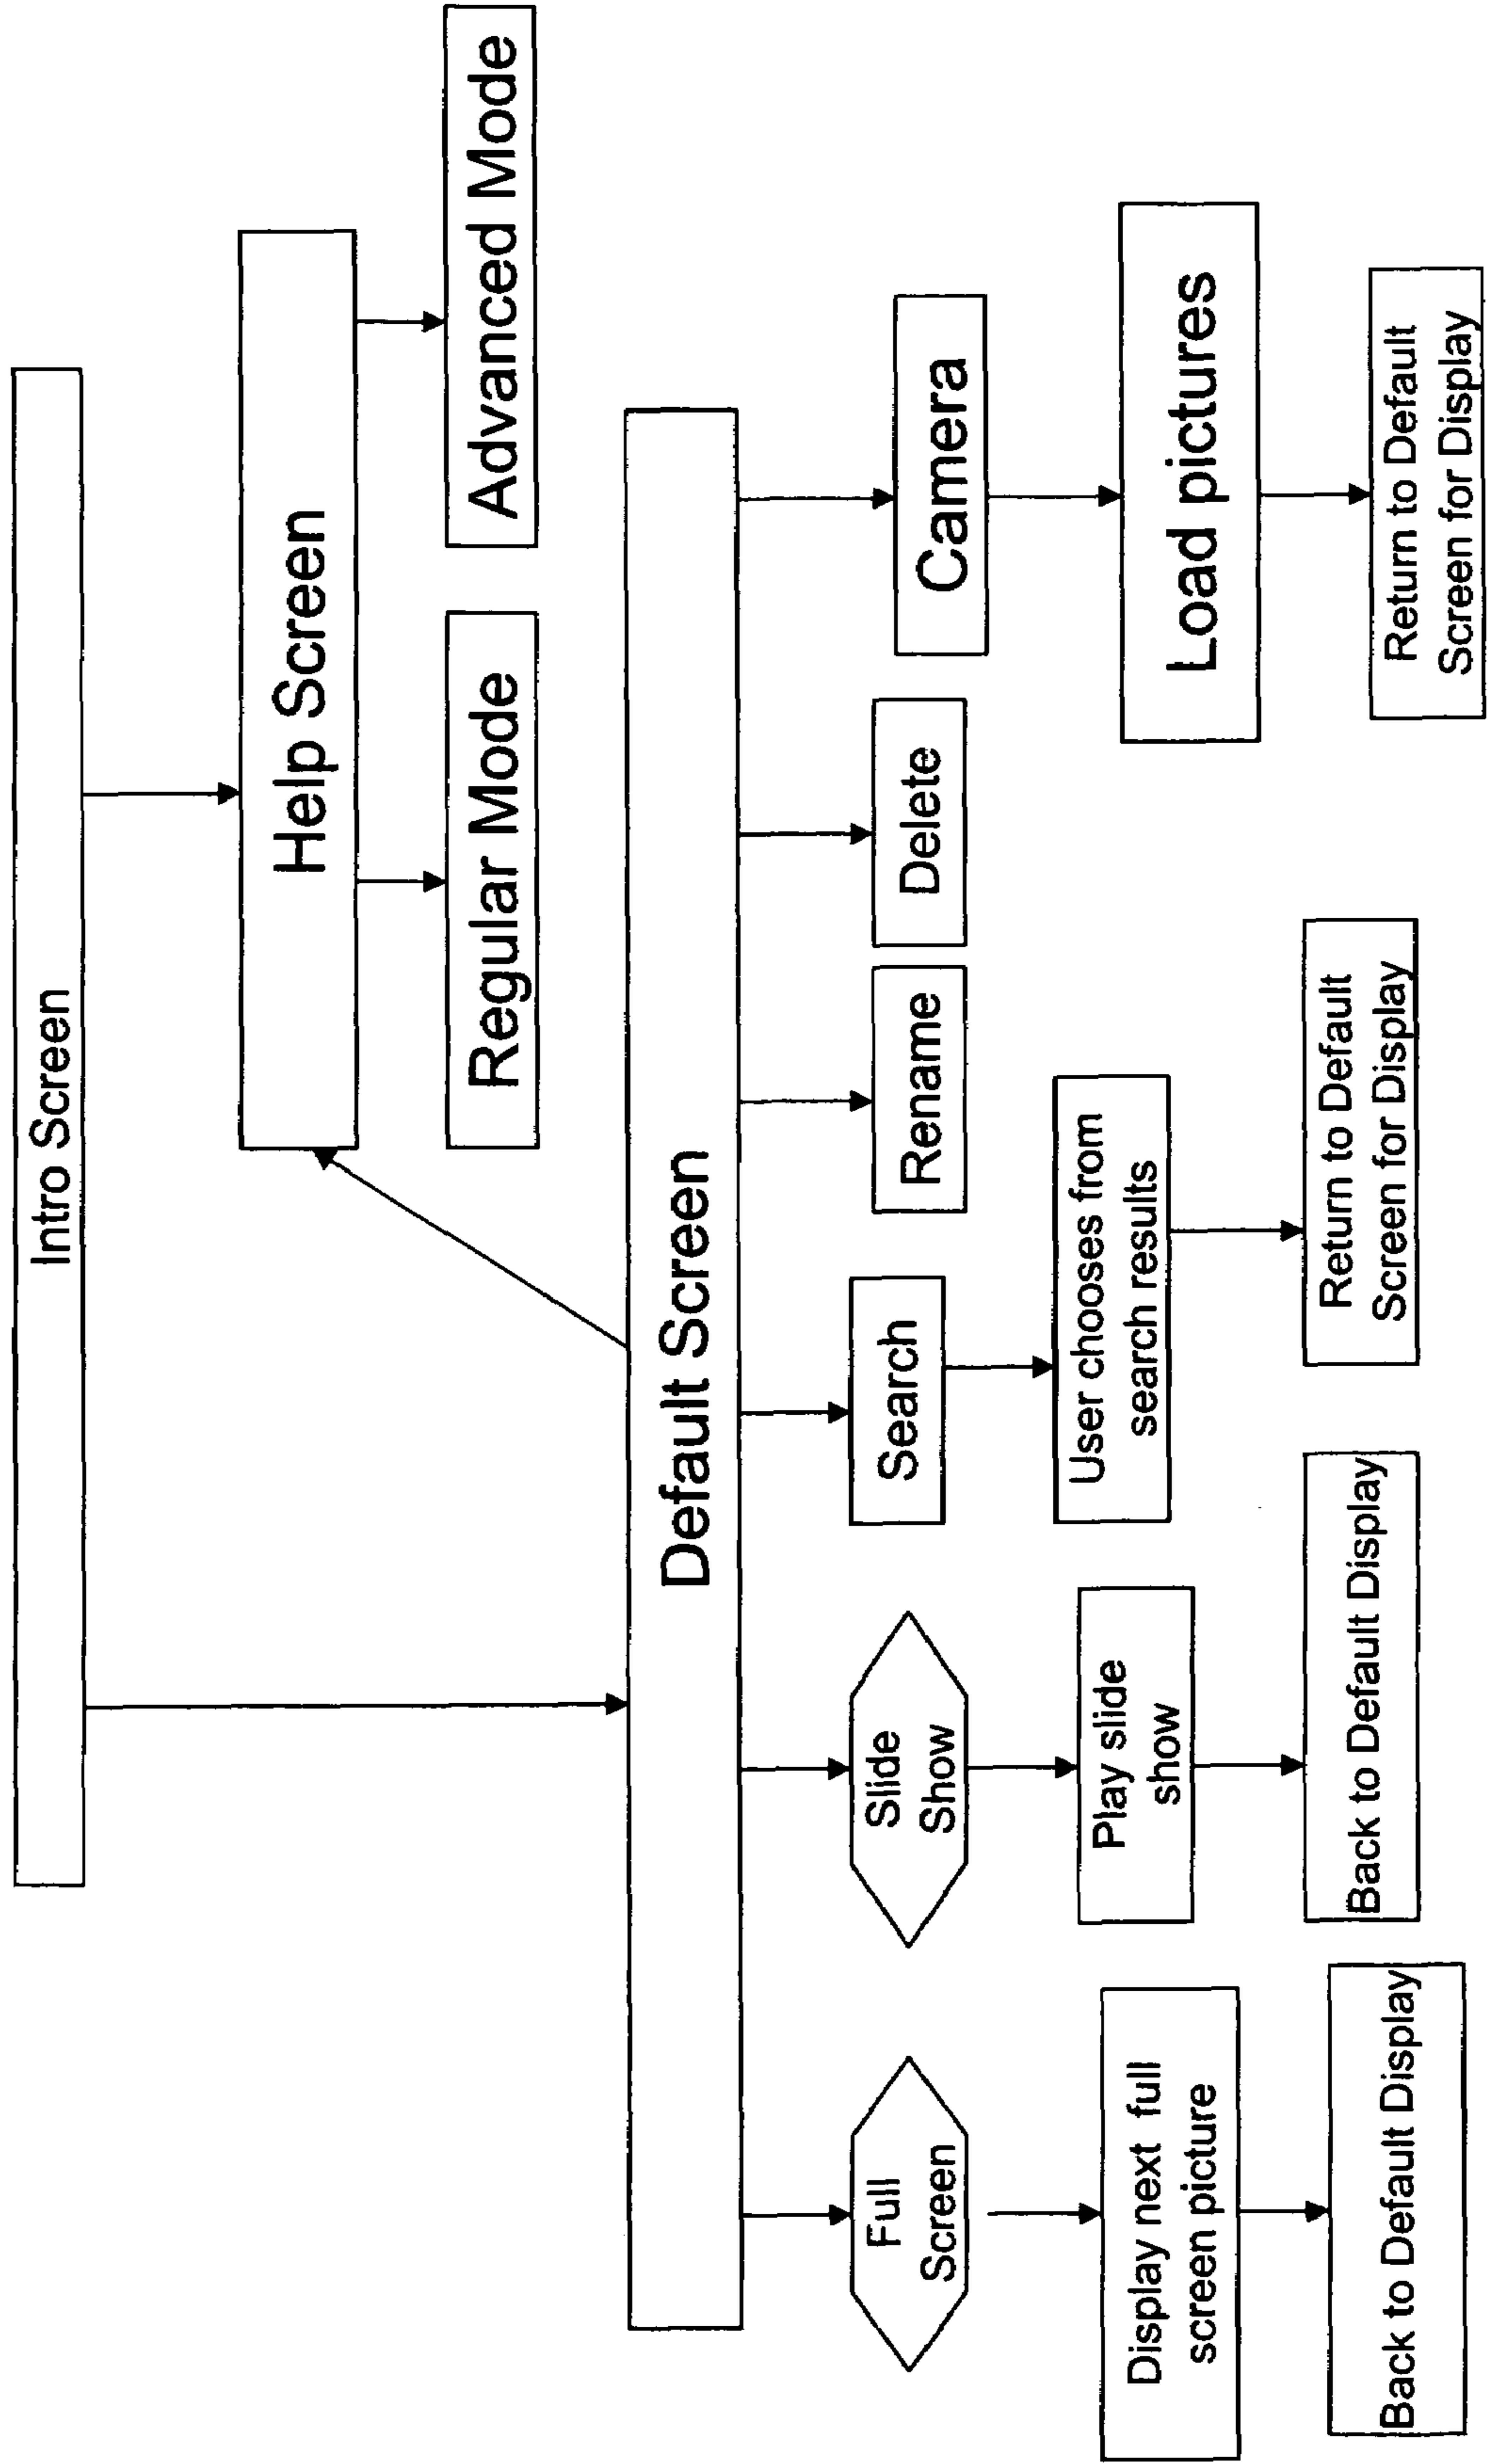 Intro Screen
Help Screen
Regular Mode
Advanced Mode
Default Screen
Full
Screen
Slide
Show
Search
Rename
Delete
Camera
Display next full
screen picture
Play slide
show
User chooses from
search results
Load pictures
Back to Default Display
Back to Default Display
Return to Default
Screen for Display
Return to Default
Screen for Display